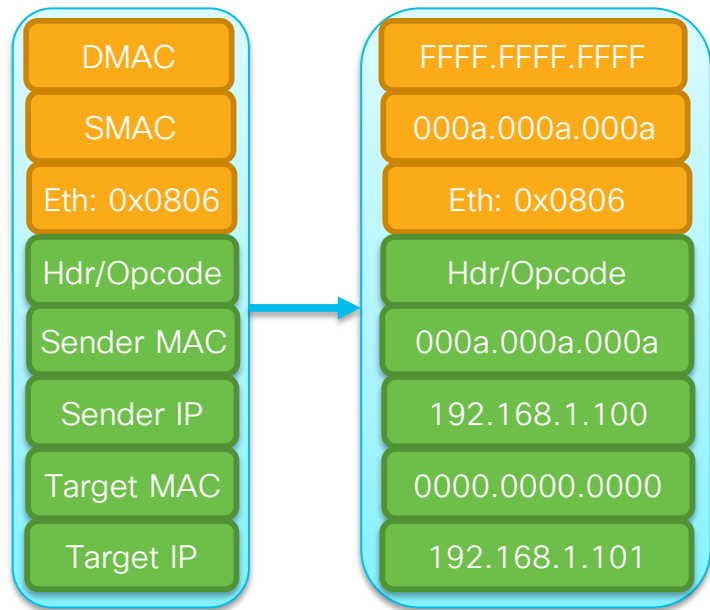 DMAC
SMAC
Eth: 0x0806
Hdr/Opcode
Sender MAC
Sender IP
Target MAC
Target IP
FFFF.FFFF.FFFF
000a.000a.000a
Eth: 0x0806
Hdr/Opcode
000a.000a.000a
192.168.1.100
0000.0000.0000
192.168.1.101